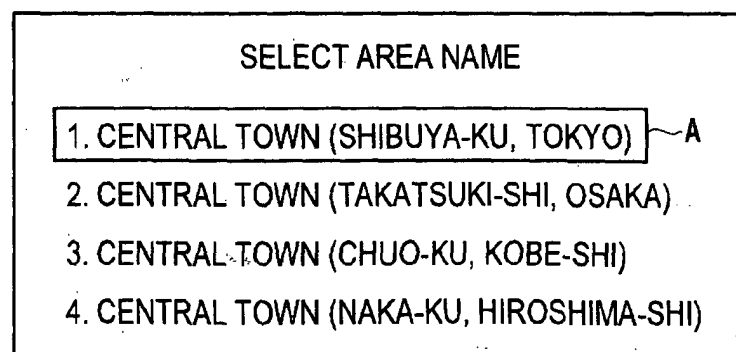 SELECT AREA NAME
1. CENTRAL TOWN (SHIBUYA-KU, TOKYO) A
2. CENTRAL TOWN (TAKATSUKI-SHI, OSAKA)
3. CENTRAL TOWN (CHUO-KU, KOBE-SHI)
4. CENTRAL TOWN (NAKA-KU, HIROSHIMA-SHI)